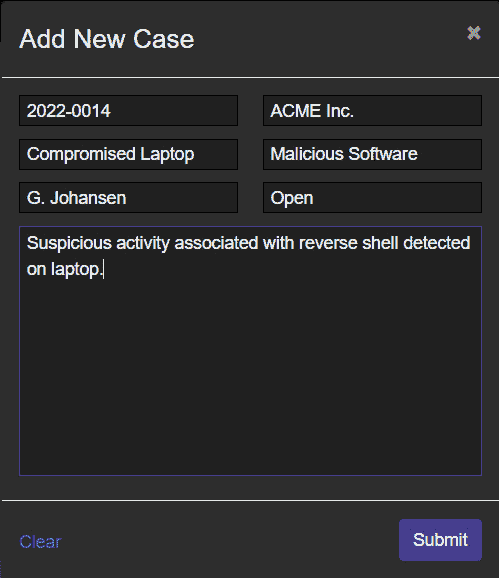 Add New Case
2022-0014
ACME Inc.
Compromised Laptop
Malicious Software
G. Johansen
Open
Suspicious activity associated with reverse shell detected
on laptop.
Clear
Submit